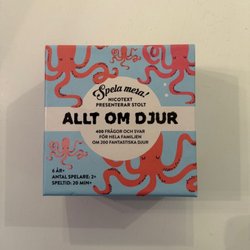 Spela mera!
NICOTEXT
PRESENTERAR STOLT
ALLT OM DJUR
400 FRÅGOR OCH SVAR
FÖR HELA FAMILJEN
OM 200 FANTASTISKA DJUR
6 ÅR+
ANTAL SPELARE: 2+
SPELTID: 20 MIN+